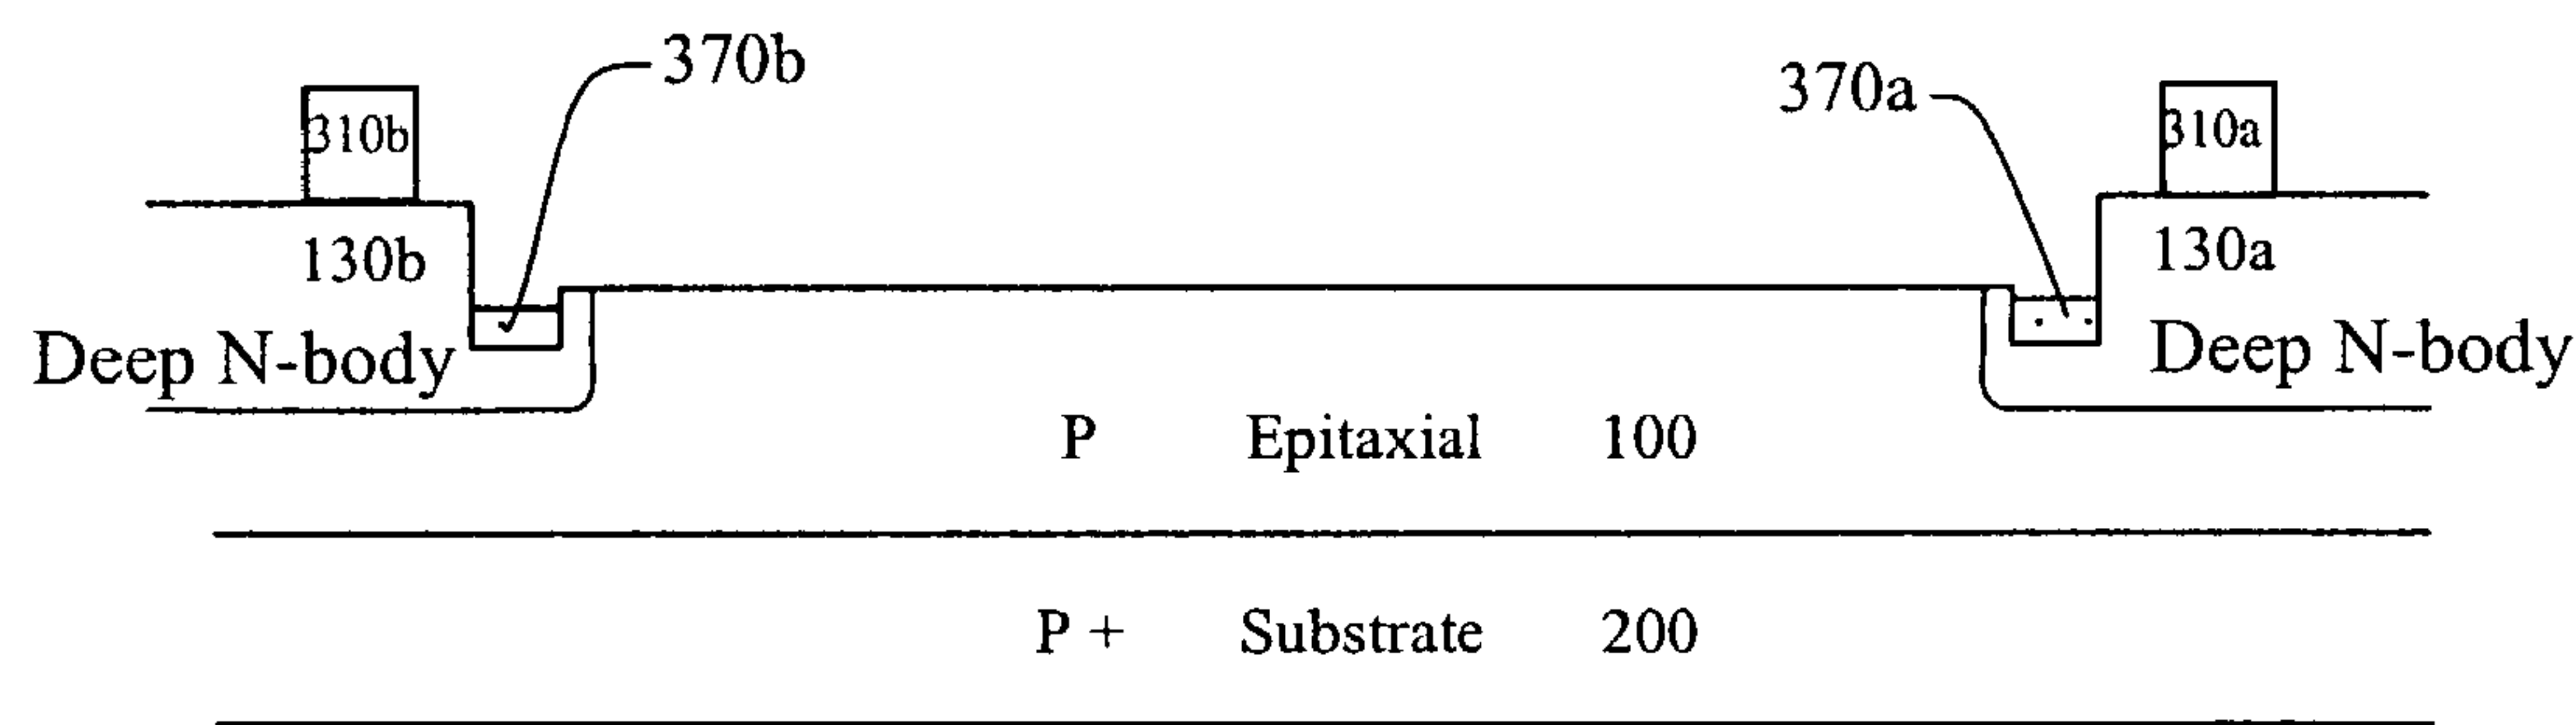 370b
370a
310b
310a
130b
130a
Deep N-body
Deep N-body
P Epitaxial 100
P + Substrate 200